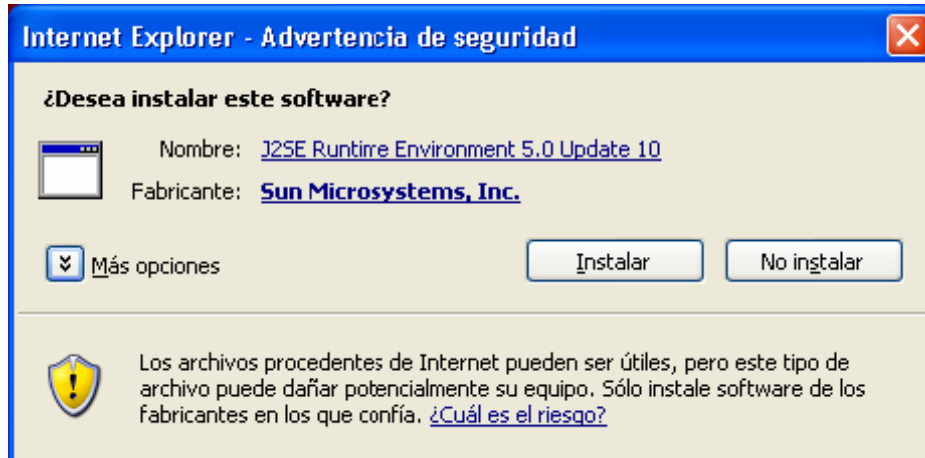 Internet Explorer - Advertencia de seguridad
¿Desea instalar este software?
Nombre: J2SE Runtirre Environment 5.0 Update 10
Fabricante: Sun Microsystems, Inc.
Más opciones Instalar No instalar
Los archivos procedentes de Internet pueden ser útiles, pero este tipo de
archivo puede dañar potencialmente su equipo. Sólo instale software de los
fabricantes en los que confía. ¿Cuál es el riesgo?